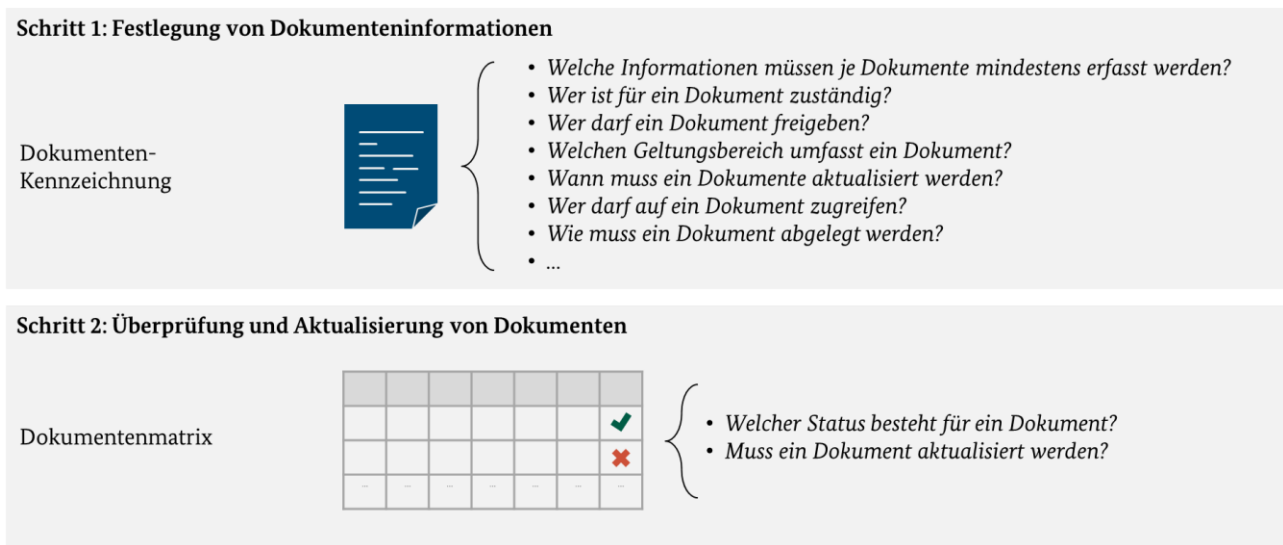 Schritt 1: Festlegung von Dokumenteninformationen
• Welche Informationen müssen je Dokumente mindestens erfasst werden?
• Wer ist für ein Dokument zuständig?
• Wer darf ein Dokument freigeben?
• Welchen Geltungsbereich umfasst ein Dokument?
• Wann muss ein Dokumente aktualisiert werden?
• Wer darf auf ein Dokument zugreifen?
• Wie muss ein Dokument abgelegt werden?
• ...
Dokumenten-
Kennzeichnung
Schritt 2: Überprüfung und Aktualisierung von Dokumenten
Dokumentenmatrix
... ... ... ... ... ... ...
• Welcher Status besteht für ein Dokument?
• Muss ein Dokument aktualisiert werden?